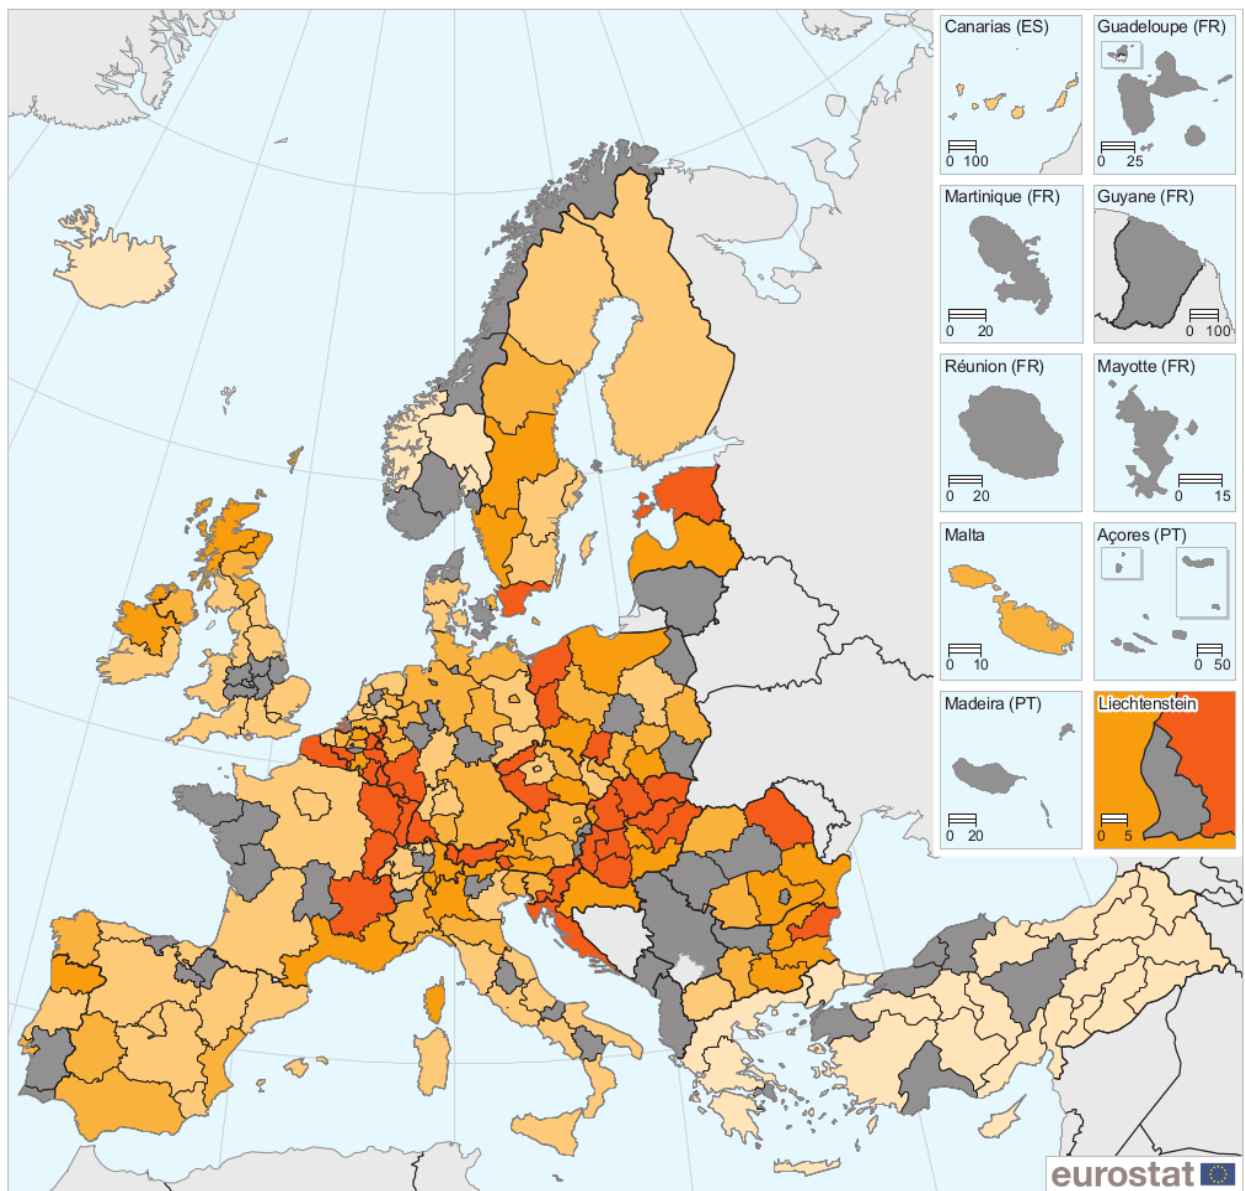 Canarias (ES)
0 100
Guadeloupe (FR)
0 25
Martinique (FR)
0 20
Guyane (FR)
0 100
Réunion (FR)
0 20
Mayotte (FR)
0 15
Malta
0 10
Açores (PT)
0 50
Madeira (PT)
0 20
Liechtenstein
0 5
eurostat